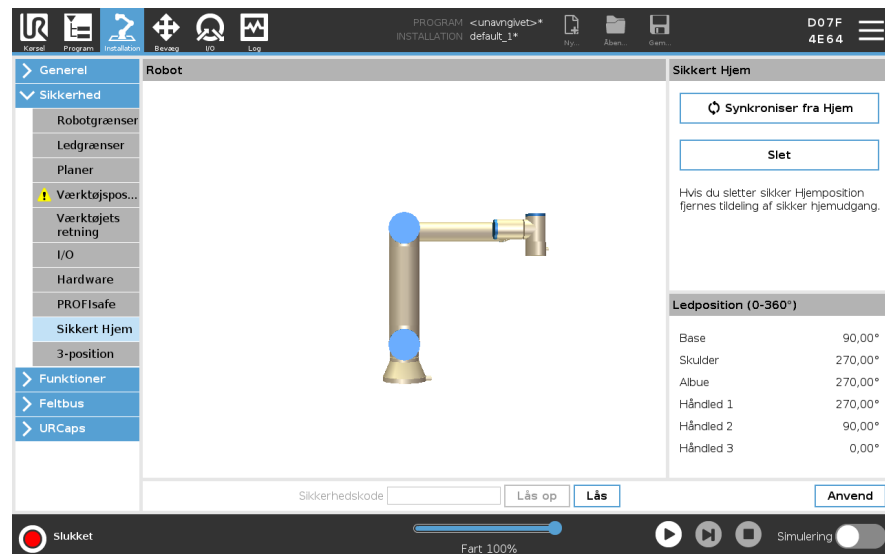 UR
PROGRAM <unavngivet>*
INSTALLATION default_1*
Kørsel Program Installation Bevæg I/O Log
Ny... Åben... Gem...
D07F
4E64
Generel
Sikkerhed
Robotgrænser
Ledgrænser
Planer
Værktøjspos...
Værktøjets
retning
I/O
Hardware
PROFIsafe
Sikkert Hjem
3-position
Funktioner
Feltbus
URCaps
Robot
Sikkerhedskode Lås op Lås
Sikkert Hjem
Synkroniser fra Hjem
Slet
Hvis du sletter sikker Hjemposition
fjernes tildeling af sikker hjemudgang.
Ledposition (0-360°)
Base 90,00°
Skulder 270,00°
Albue 270,00°
Håndled 1 270,00°
Håndled 2 90,00°
Håndled 3 0,00°
Anvend
Slukket
Fart 100%
Simulering